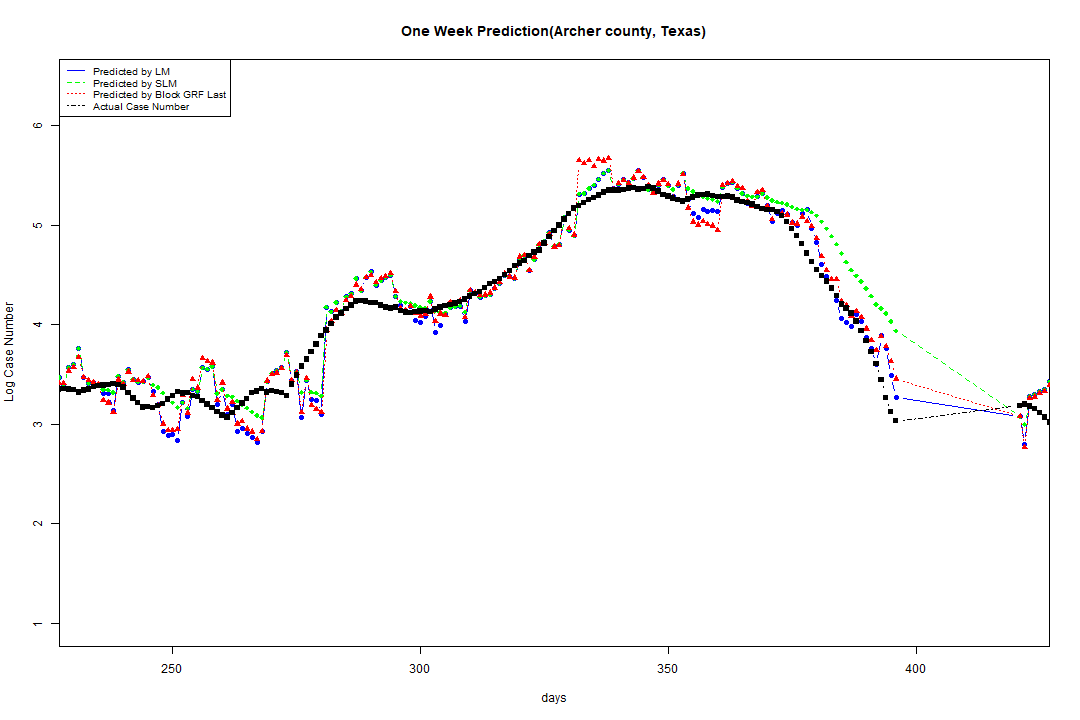 One Week Prediction(Archer county, Texas)
Predicted by LM
Predicted by SLM
Predicted by Block GRF Last
Actual Case Number
6
5
4
3
2
1
Log Case Number
250 300 350 400
days